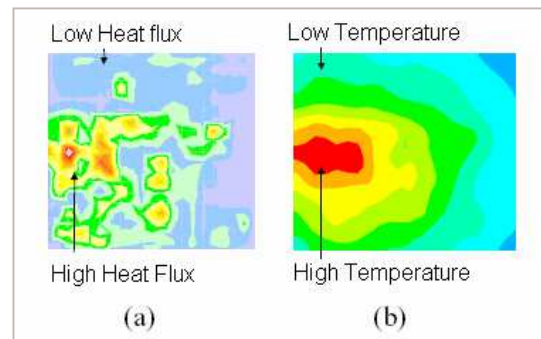 Low Heat flux
Low Temperature
High Heat Flux
High Temperature
(a)
(b)